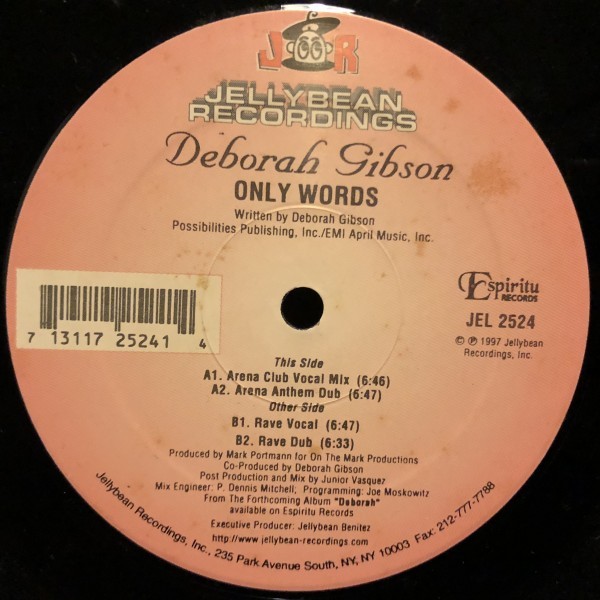 J R
JELLYBEAN
RECORDINGS
Deborah Gibson
ONLY WORDS
Written by Deborah Gibson
Possibilities Publishing, Inc./EMI April Music, Inc.
Espiritu
RECORDS
JEL 2524
© ℗ 1997 Jellybean
Recordings, Inc.
7 13117 25241 4
This Side
A1. Arena Club Vocal Mix (6:46)
A2. Arena Anthem Dub (6:47)
Other Side
B1. Rave Vocal (6:47)
B2. Rave Dub (6:33)
Produced by Mark Portmann for On The Mark Productions
Co-Produced by Deborah Gibson
Post Production and Mix by Junior Vasquez
Mix Engineer: P. Dennis Mitchell; Programming: Joe Moskowitz
From The Forthcoming Album "Deborah"
available on Espiritu Records
Executive Producer: Jellybean Benitez
http://www.jellybean-recordings.com
Jellybean Recordings, Inc., 235 Park Avenue South, NY, NY 10003 Fax: 212-777-7788